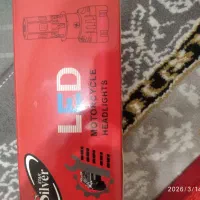 LED
MOTORCYCLE
HEADLIGHTS
Silver
2026/3/14